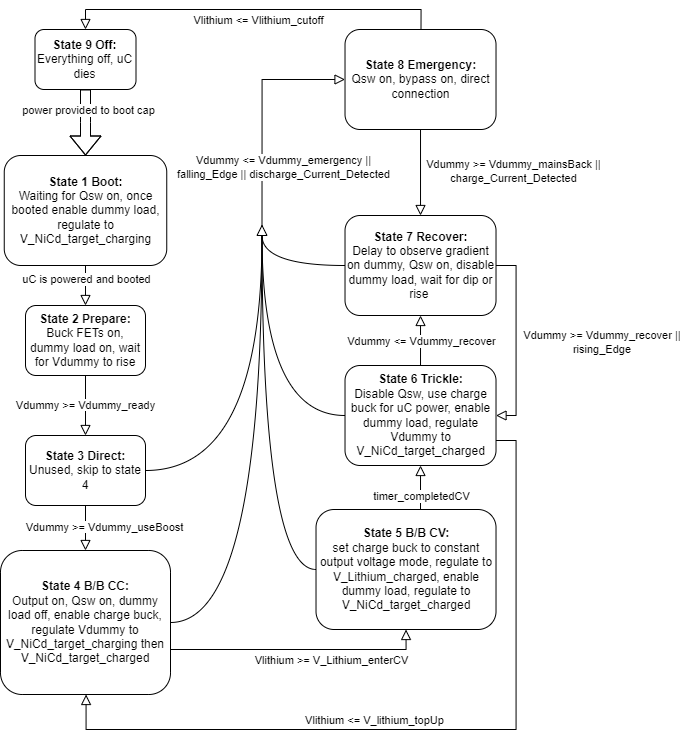 Vlithium <= Vlithium_cutoff
State 9 Off:
Everything off, uC
dies
State 8 Emergency:
Qsw on, bypass on, direct
connection
power provided to boot cap
Vdummy <= Vdummy_emergency ||
falling_Edge || discharge_Current_Detected
Vdummy >= Vdummy_mainsBack ||
charge_Current_Detected
State 1 Boot:
Waiting for Qsw on, once
booted enable dummy load,
regulate to
V_NiCd_target_charging
State 7 Recover:
Delay to observe gradient
on dummy, Qsw on, disable
dummy load, wait for dip or
rise
uC is powered and booted
State 2 Prepare:
Buck FETs on,
dummy load on, wait
for Vdummy to rise
Vdummy <= Vdummy_recover
Vdummy >= Vdummy_recover ||
rising_Edge
State 6 Trickle:
Disable Qsw, use charge
buck for uC power, enable
dummy load, regulate
Vdummy to
V_NiCd_target_charged
Vdummy >= Vdummy_ready
State 3 Direct:
Unused, skip to state
4
timer_completedCV
Vdummy >= Vdummy_useBoost
State 5 B/B CV:
set charge buck to constant
output voltage mode, regulate to
V_Lithium_charged, enable
dummy load, regulate to
V_NiCd_target_charged
State 4 B/B CC:
Output on, Qsw on, dummy
load off, enable charge buck,
regulate Vdummy to
V_NiCd_target_charging then
V_NiCd_target_charged
Vlithium >= V_Lithium_enterCV
Vlithium <= V_lithium_topUp